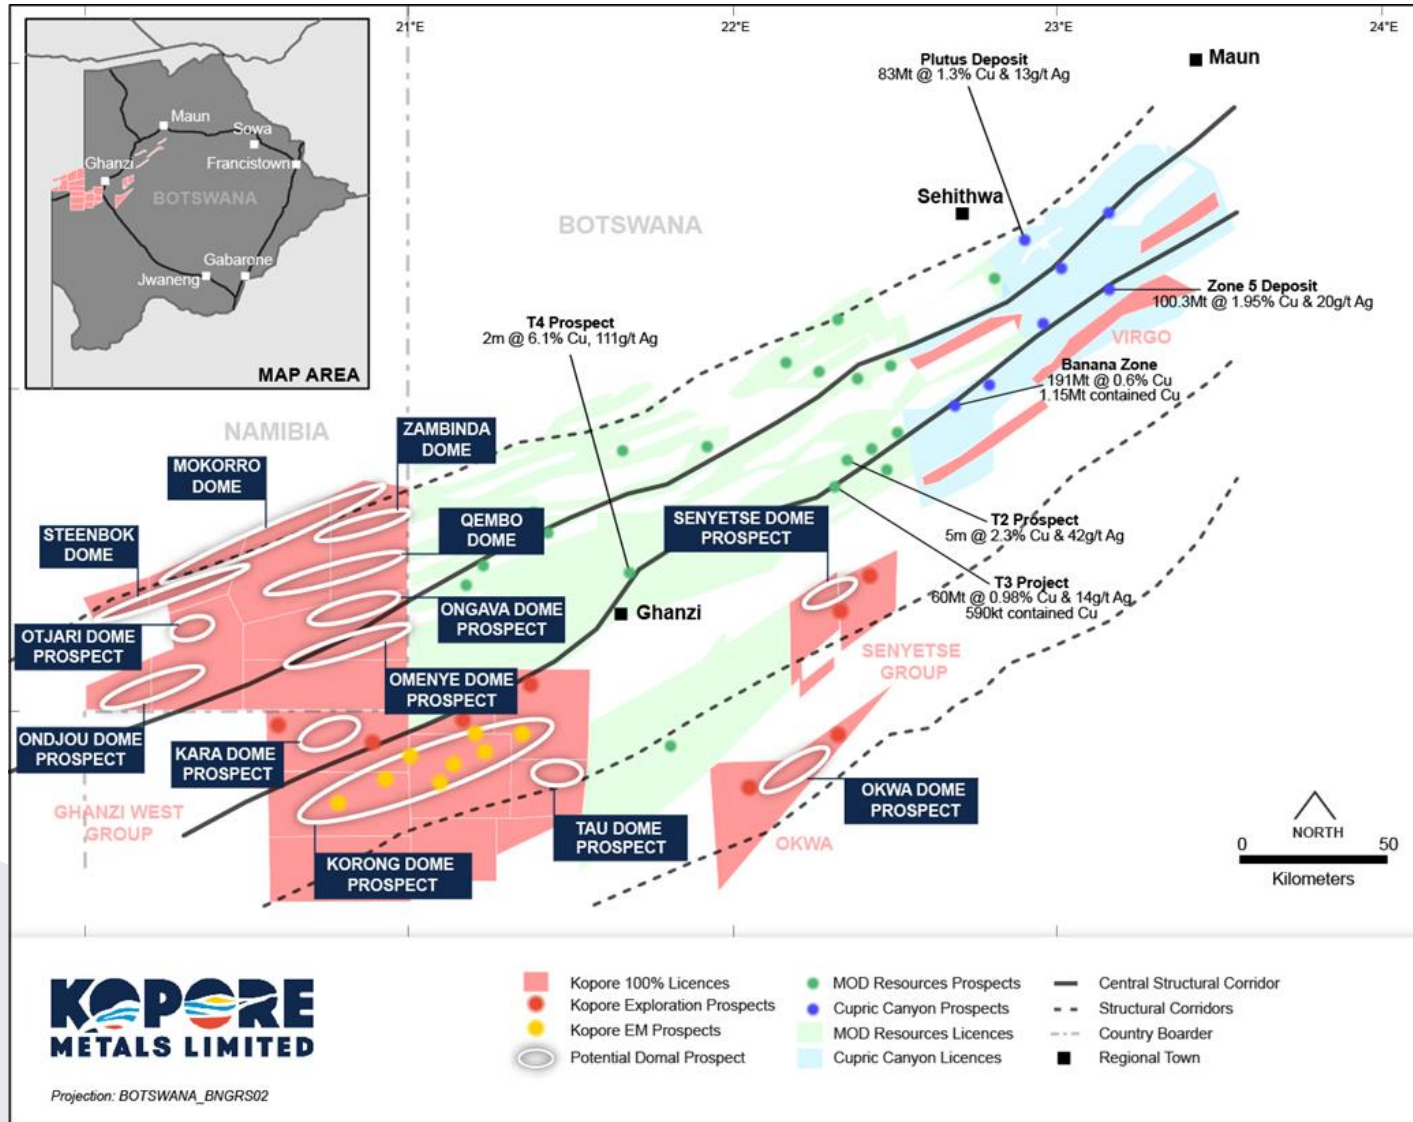 21°E
22°E
23°E
24°E
Maun
Sowa
Ghanzi
Francistown
BOTSWANA
Gabarone
Jwaneng
MAP AREA
Plutus Deposit
83Mt @ 1.3% Cu & 13g/t Ag
Maun
Sehithwa
BOTSWANA
Zone 5 Deposit
100.3Mt @ 1.95% Cu & 20g/t Ag
T4 Prospect
2m @ 6.1% Cu, 111g/t Ag
VIRGO
Banana Zone
191Mt @ 0.6% Cu
1.15Mt contained Cu
NAMIBIA
ZAMBINDA
DOME
MOKORRO
DOME
STEENBOK
DOME
QEMBO
DOME
SENYETSE DOME
PROSPECT
T2 Prospect
5m @ 2.3% Cu & 42g/t Ag
T3 Project
60Mt @ 0.98% Cu & 14g/t Ag
590kt contained Cu
Ghanzi
ONGAVA DOME
PROSPECT
OTJARI DOME
PROSPECT
OMENYE DOME
PROSPECT
SENYETSE
GROUP
ONDJOU DOME
PROSPECT
KARA DOME
PROSPECT
OKWA DOME
PROSPECT
GHANZI WEST
GROUP
TAU DOME
PROSPECT
OKWA
KORONG DOME
PROSPECT
NORTH
0 50
Kilometers
KOPORE
METALS LIMITED
Projection: BOTSWANA_BNGRS02
Kopore 100% Licences
Kopore Exploration Prospects
Kopore EM Prospects
Potential Domal Prospect
MOD Resources Prospects
Cupric Canyon Prospects
MOD Resources Licences
Cupric Canyon Licences
Central Structural Corridor
Structural Corridors
Country Boarder
Regional Town